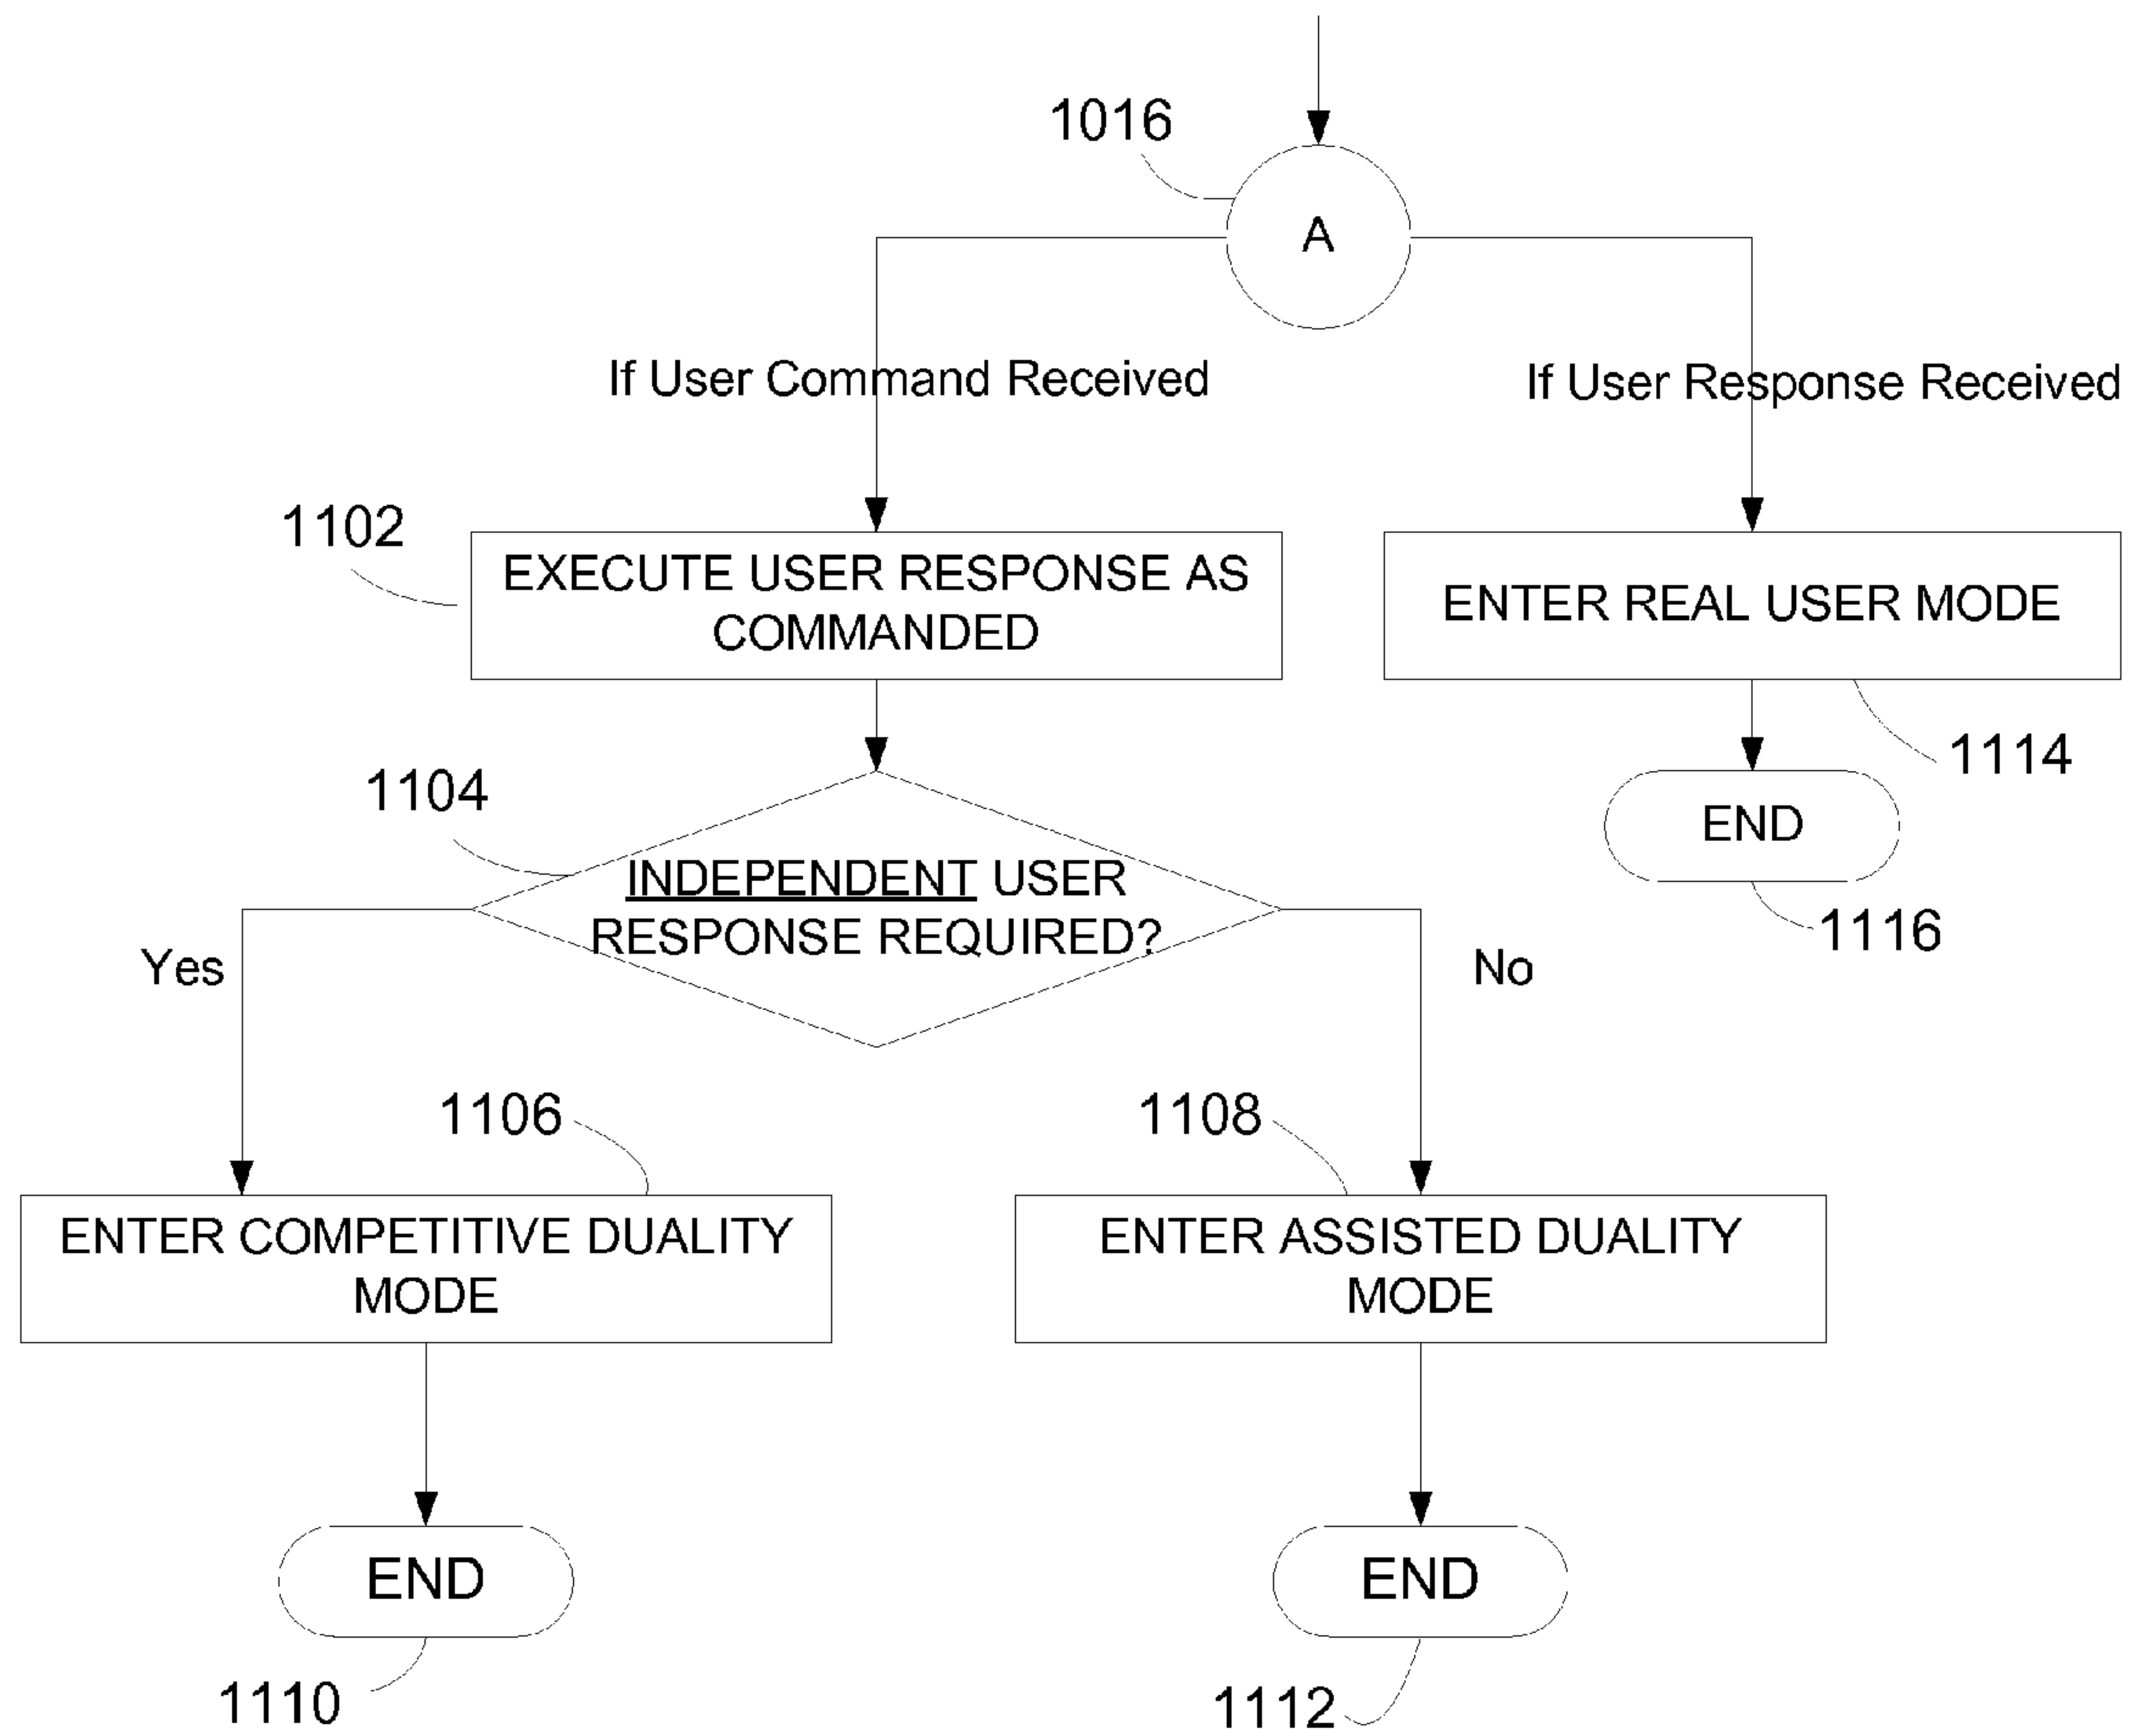 1016
A
If User Command Received
If User Response Received
1102
EXECUTE USER RESPONSE AS
COMMANDED
ENTER REAL USER MODE
1114
1104
END
INDEPENDENT USER
RESPONSE REQUIRED?
1116
Yes
No
1106
1108
ENTER COMPETITIVE DUALITY
MODE
ENTER ASSISTED DUALITY
MODE
END
END
1110
1112